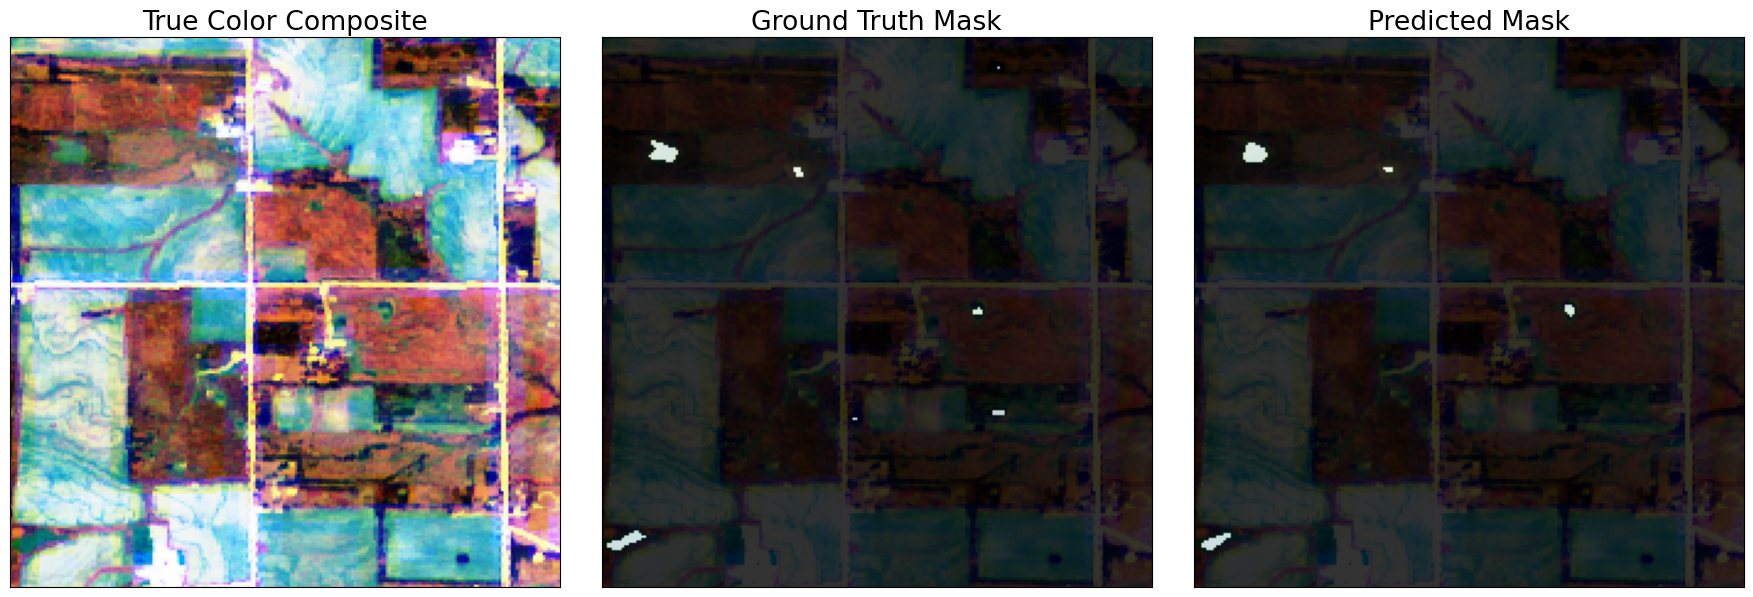 True Color Composite
Ground Truth Mask
Predicted Mask